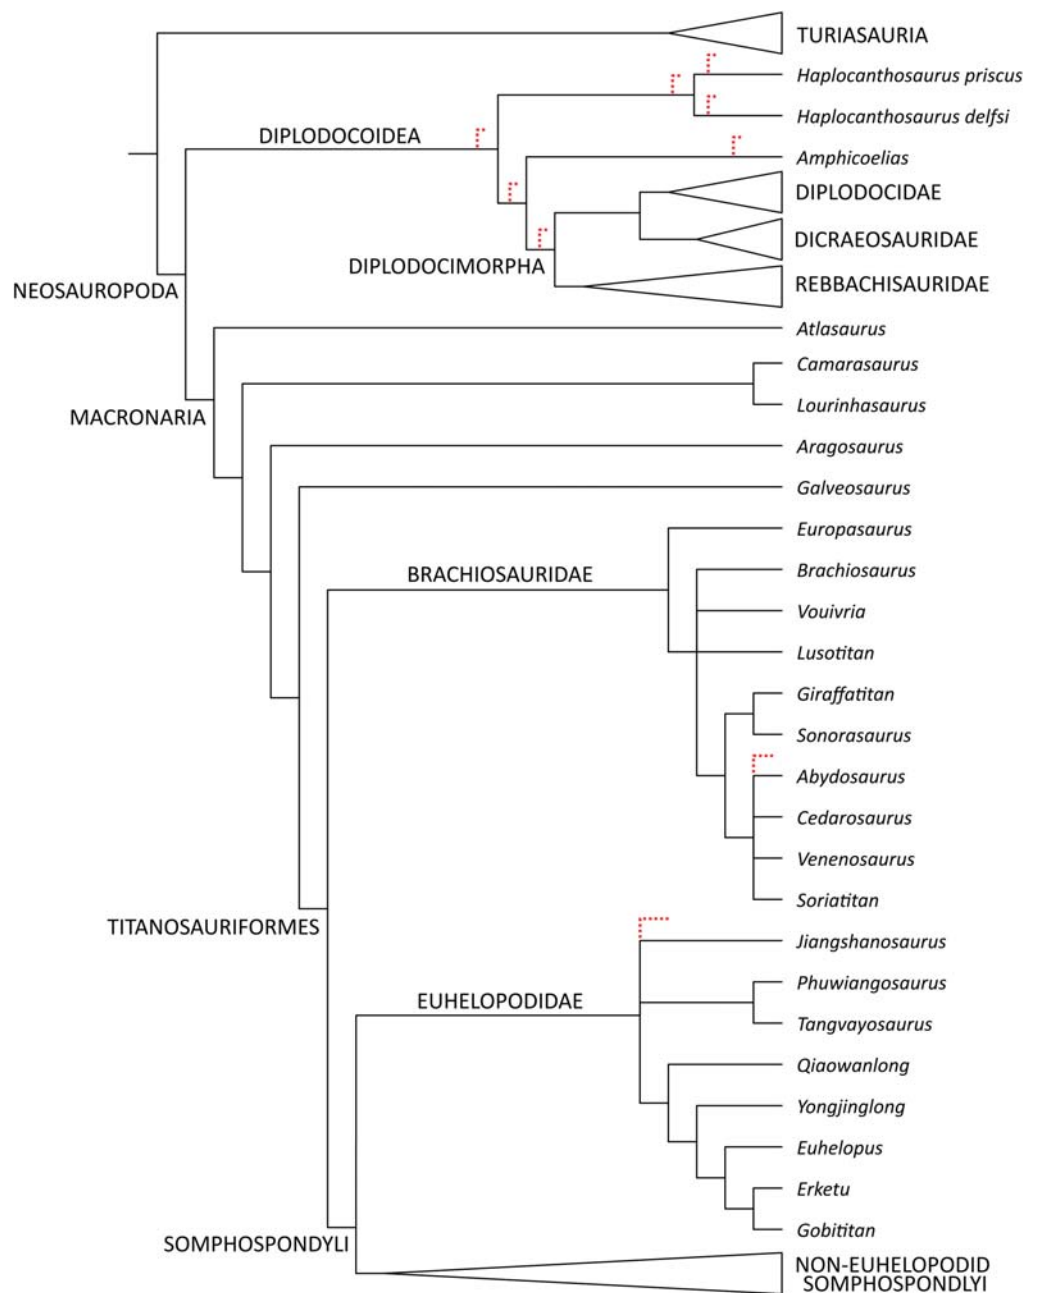 TURIASAURIA
Haplocanthosaurus priscus
Haplocanthosaurus delfsi
DIPLODOCOIDEA
Amphicoelias
DIPLODOCIDAE
DICRAEOSAURIDAE
DIPLODOCIMORPHA
REBBACHISAURIDAE
NEOSAUROPODA
Atlasaurus
Camarasaurus
Lourinhasaurus
MACRONARIA
Aragosaurus
Galveosaurus
Europasaurus
BRACHIOSAURIDAE
Brachiosaurus
Vouivria
Lusotitan
Giraffatitan
Sonorasaurus
Abydosaurus
Cedarosaurus
Venenosaurus
Soriatitan
TITANOSAURIFORMES
Jiangshanosaurus
Phuwiangosaurus
EUHELOPODIDAE
Tangvayosaurus
Qiaowanlong
Yongjinglong
Euhelopus
Erketu
Gobititan
SOMPHOSPONDYLI
NON-EUHELOPODID
SOMPHOSPONDLYI